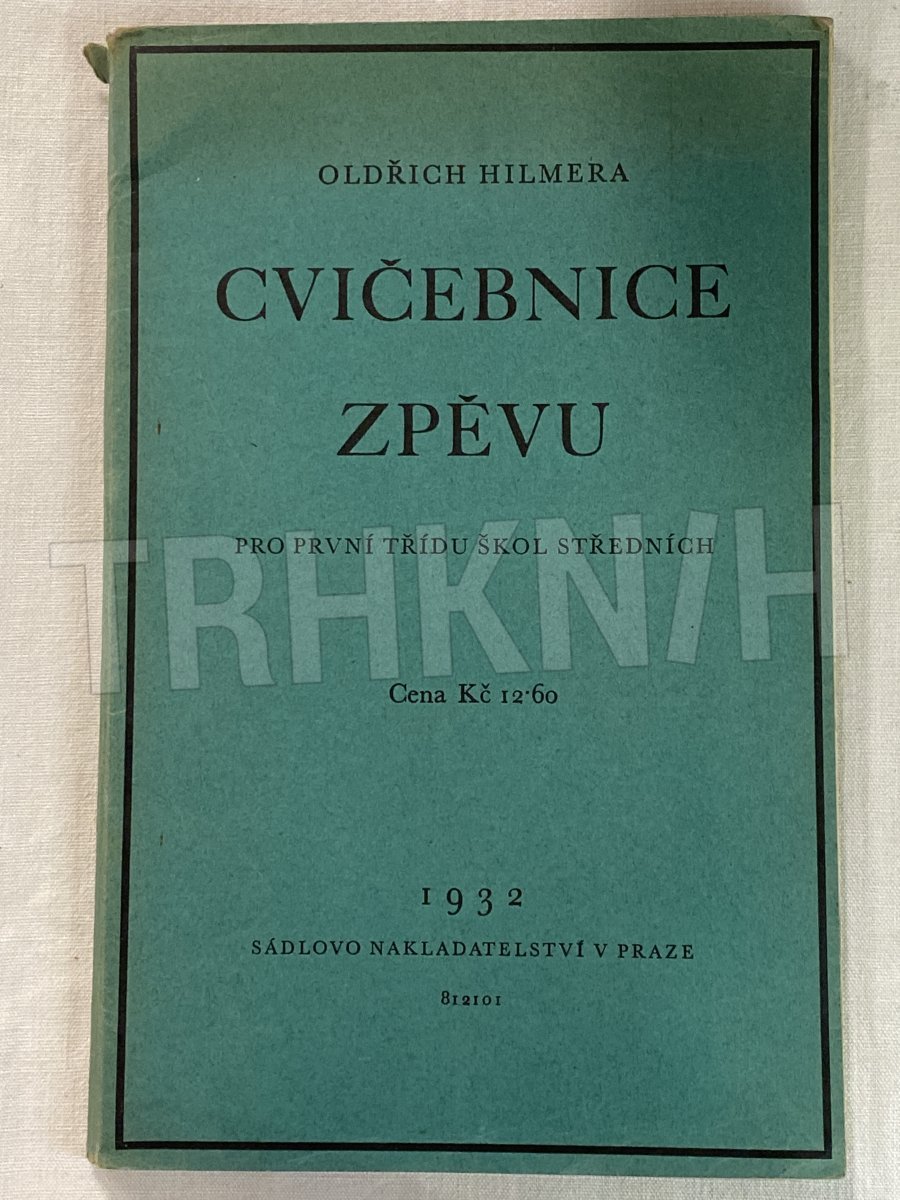 OLDŘICH HILMERA
CVIČEBNICE
ZPĚVU
PRO PRVNÍ TŘÍDU ŠKOL STŘEDNÍCH
TRHKNIH
Cena Kč 12·60
1932
SÁDLOVO NAKLADATELSTVÍ V PRAZE
812101